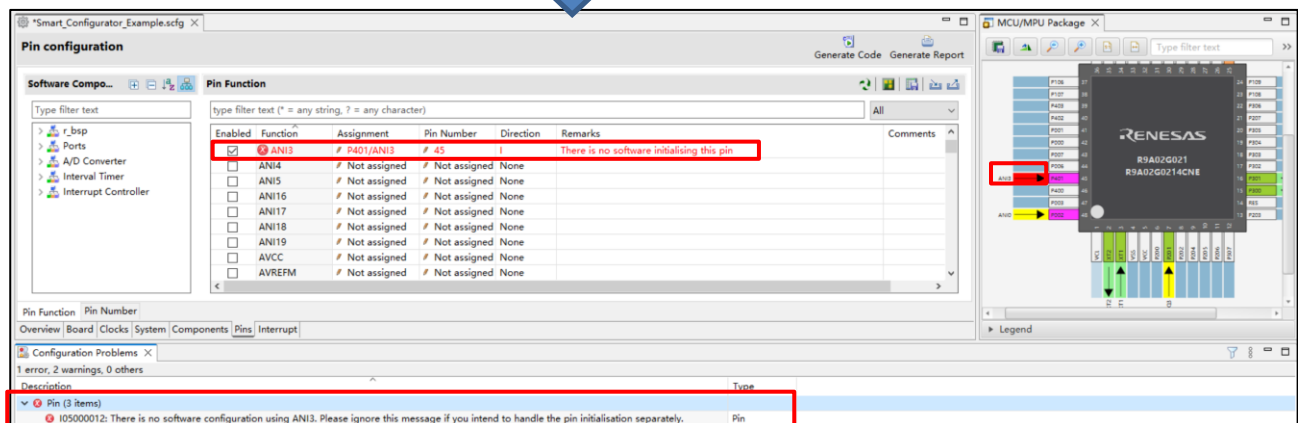 *Smart_Configurator_Example.scfg
Pin configuration
Generate Code Generate Report
Software Compo...
Type filter text
r_bsp
Ports
A/D Converter
Interval Timer
Interrupt Controller
Pin Function
type filter text (* = any string, ? = any character)
All
Enabled Function Assignment Pin Number Direction Remarks Comments
ANI3 P401/ANI3 45 I There is no software initialising this pin
ANI4 Not assigned Not assigned None
ANI5 Not assigned Not assigned None
ANI16 Not assigned Not assigned None
ANI17 Not assigned Not assigned None
ANI18 Not assigned Not assigned None
ANI19 Not assigned Not assigned None
AVCC Not assigned Not assigned None
AVREFM Not assigned Not assigned None
Pin Function Pin Number
Overview Board Clocks System Components Pins Interrupt
MCU/MPU Package
Type filter text
RENESAS
R9A02G021
R9A02G0214CNE
Legend
Configuration Problems
1 error, 2 warnings, 0 others
Description Type
Pin (3 items)
I05000012: There is no software configuration using ANI3. Please ignore this message if you intend to handle the pin initialisation separately. Pin